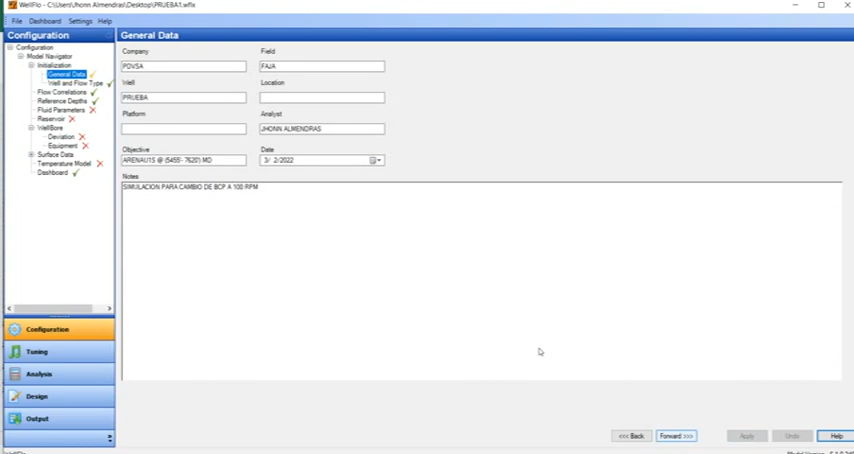 WellFlo - C:\Users\Jhonn Almendras\Desktop\PRUEBA1.wflx
File Dashboard Settings Help
Configuration
Configuration
Model Navigator
Initialization
General Data
Well and Flow Type
Flow Correlations
Reference Depths
Fluid Parameters
Reservoir
WellBore
Deviation
Equipment
Surface Data
Temperature Model
Dashboard
Configuration
Tuning
Analysis
Design
Output
General Data
Company Field
PDVSA FAJA
Well Location
PRUEBA
Platform Analyst
JHONN ALMENDRAS
Objective Date
ARENAU1S @ (5455'- 7620') MD 3/ 2/2022
Notes
SIMULACION PARA CAMBIO DE BCP A 100 RPM
<<< Back Forward >>> Apply Undo Help